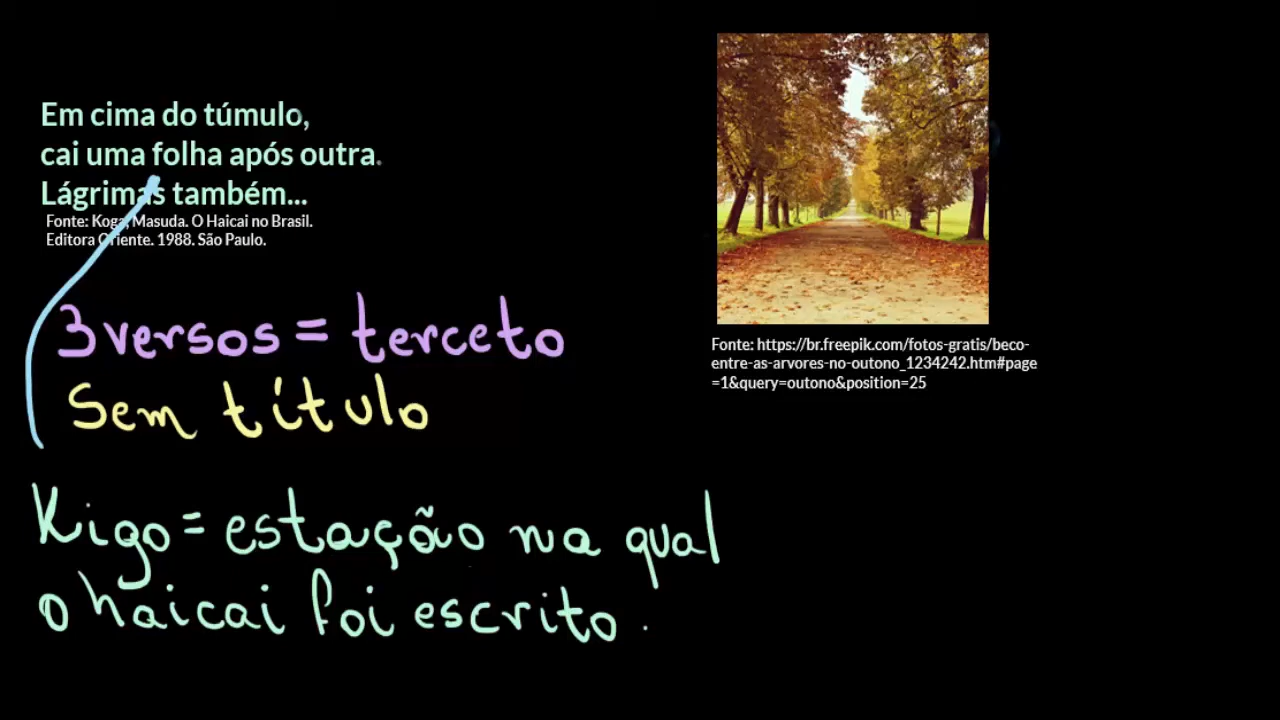 Em cima do túmulo,
cai uma folha após outra.
Lágrimas também...
Fonte: Koga, Masuda. O Haicai no Brasil.
Editora Oriente. 1988. São Paulo.
3 versos = terceto
Sem título
Kigo = estação na qual
o haicai foi escrito.
Fonte: https://br.freepik.com/fotos-gratis/beco-
entre-as-arvores-no-outono_1234242.htm#page
=1&query=outono&position=25